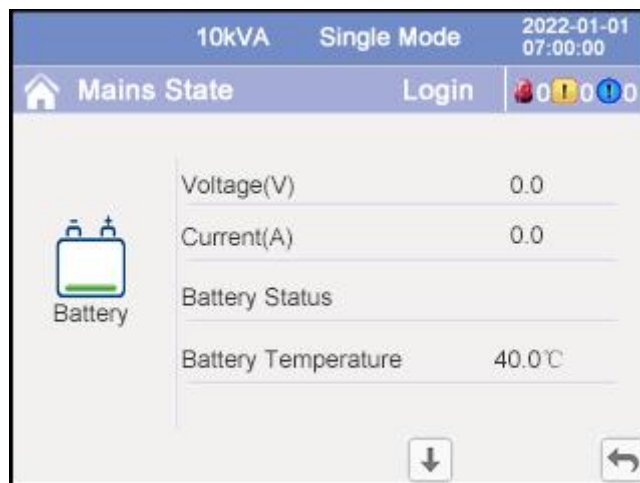 10kVA Single Mode 2022-01-01
07:00:00
Mains State Login 0 0 0
Voltage(V) 0.0
Current(A) 0.0
Battery Status
Battery Temperature 40.0℃
Battery